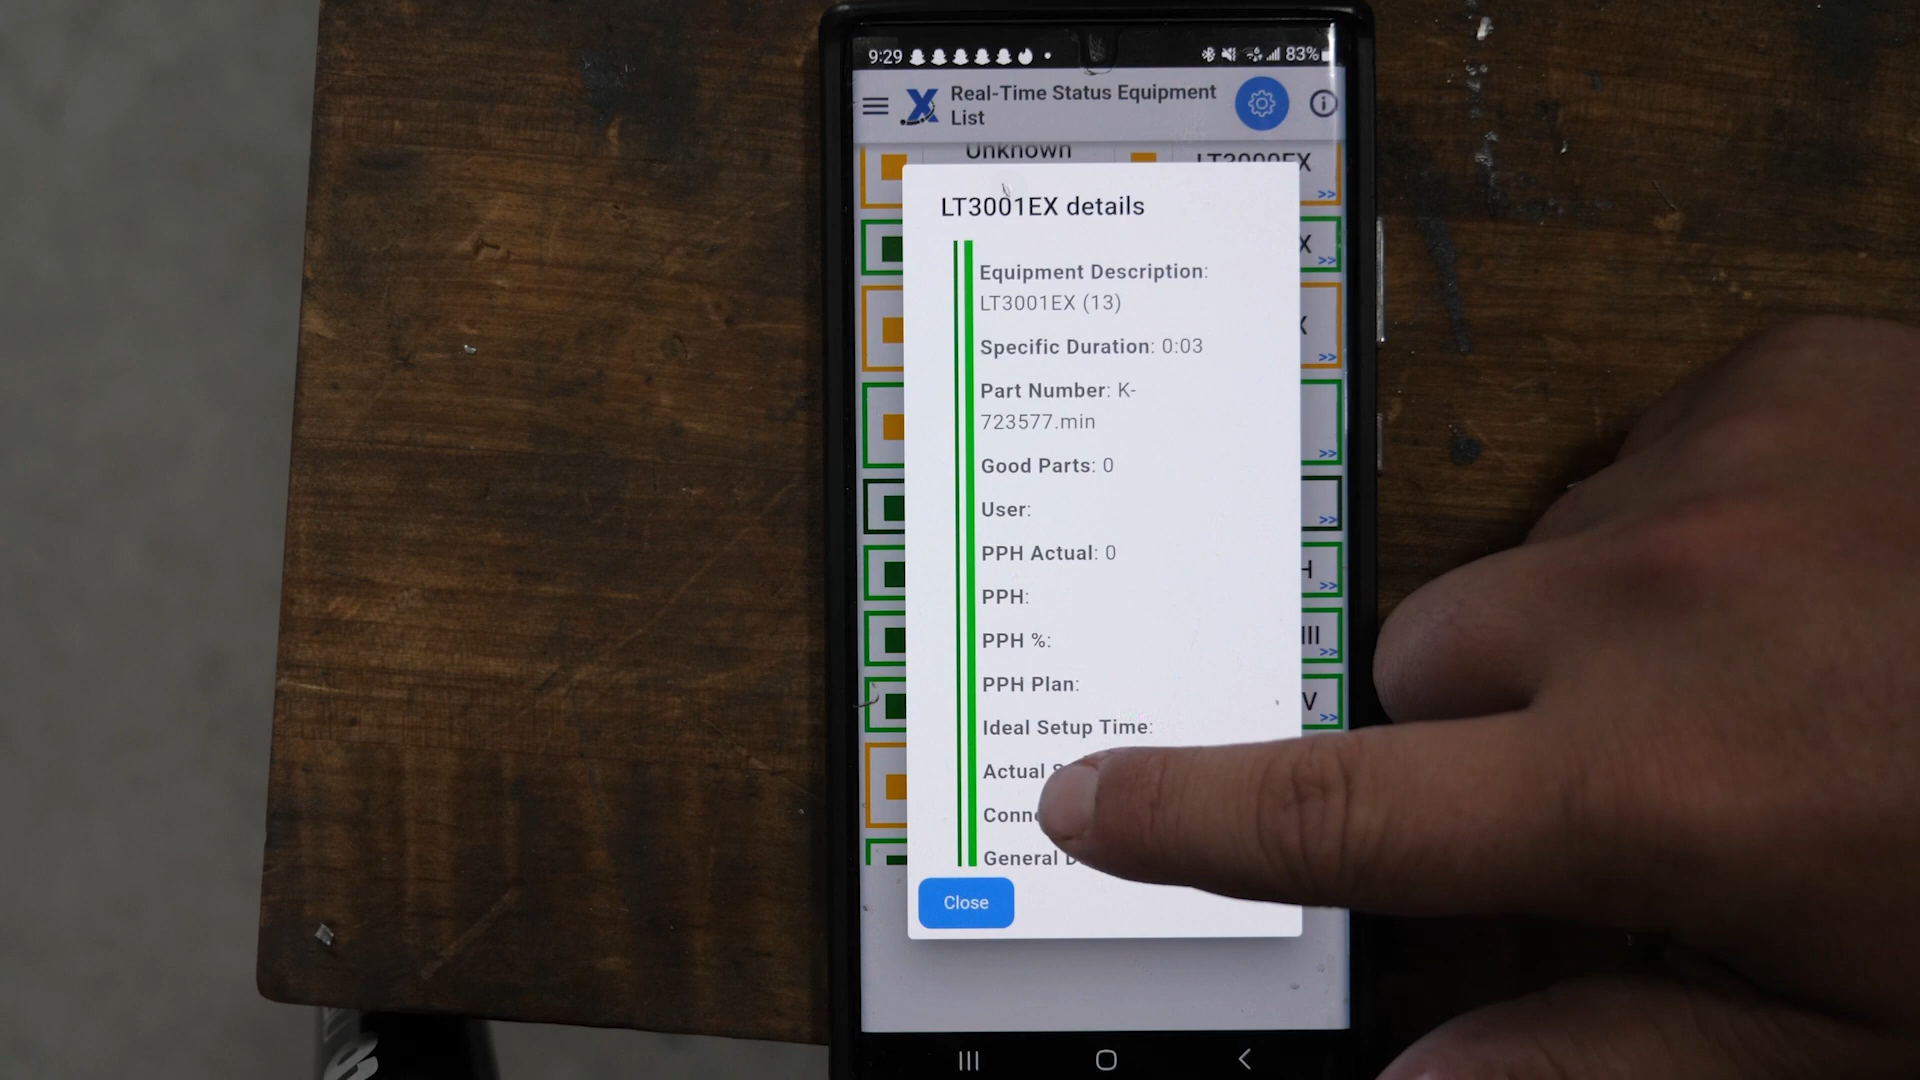 9:29 83%
Real-Time Status Equipment
List
Unknown
LT3001EX details
Equipment Description:
LT3001EX (13)
Specific Duration: 0:03
Part Number: K-
723577.min
Good Parts: 0
User:
PPH Actual: 0
PPH:
PPH %:
PPH Plan:
Ideal Setup Time:
Actual
General
Close
X
>>
X
>>
X
>>
>>
>>
H
>>
III
>>
V
>>